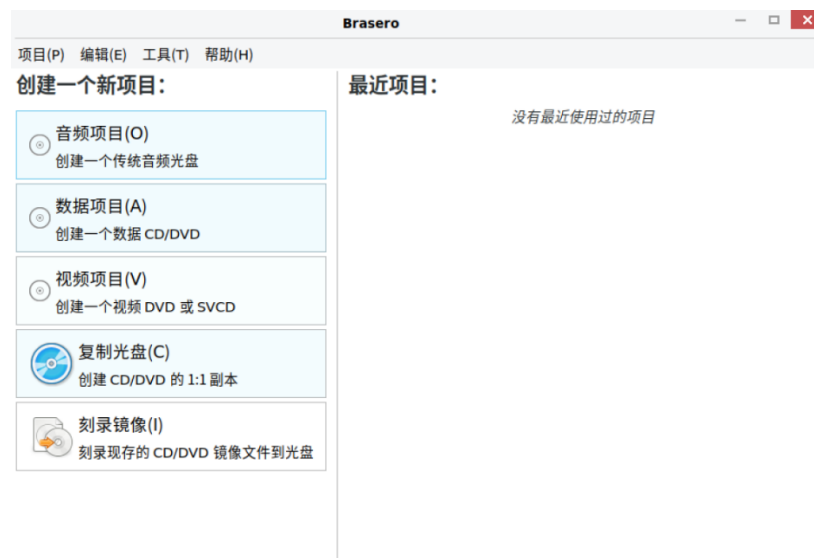 Brasero
项目(P) 编辑(E) 工具(T) 帮助(H)
创建一个新项目：
音频项目(O)
创建一个传统音频光盘
数据项目(A)
创建一个数据 CD/DVD
视频项目(V)
创建一个视频 DVD 或 SVCD
复制光盘(C)
创建 CD/DVD 的 1:1 副本
刻录镜像(I)
刻录现存的 CD/DVD 镜像文件到光盘
最近项目：
没有最近使用过的项目